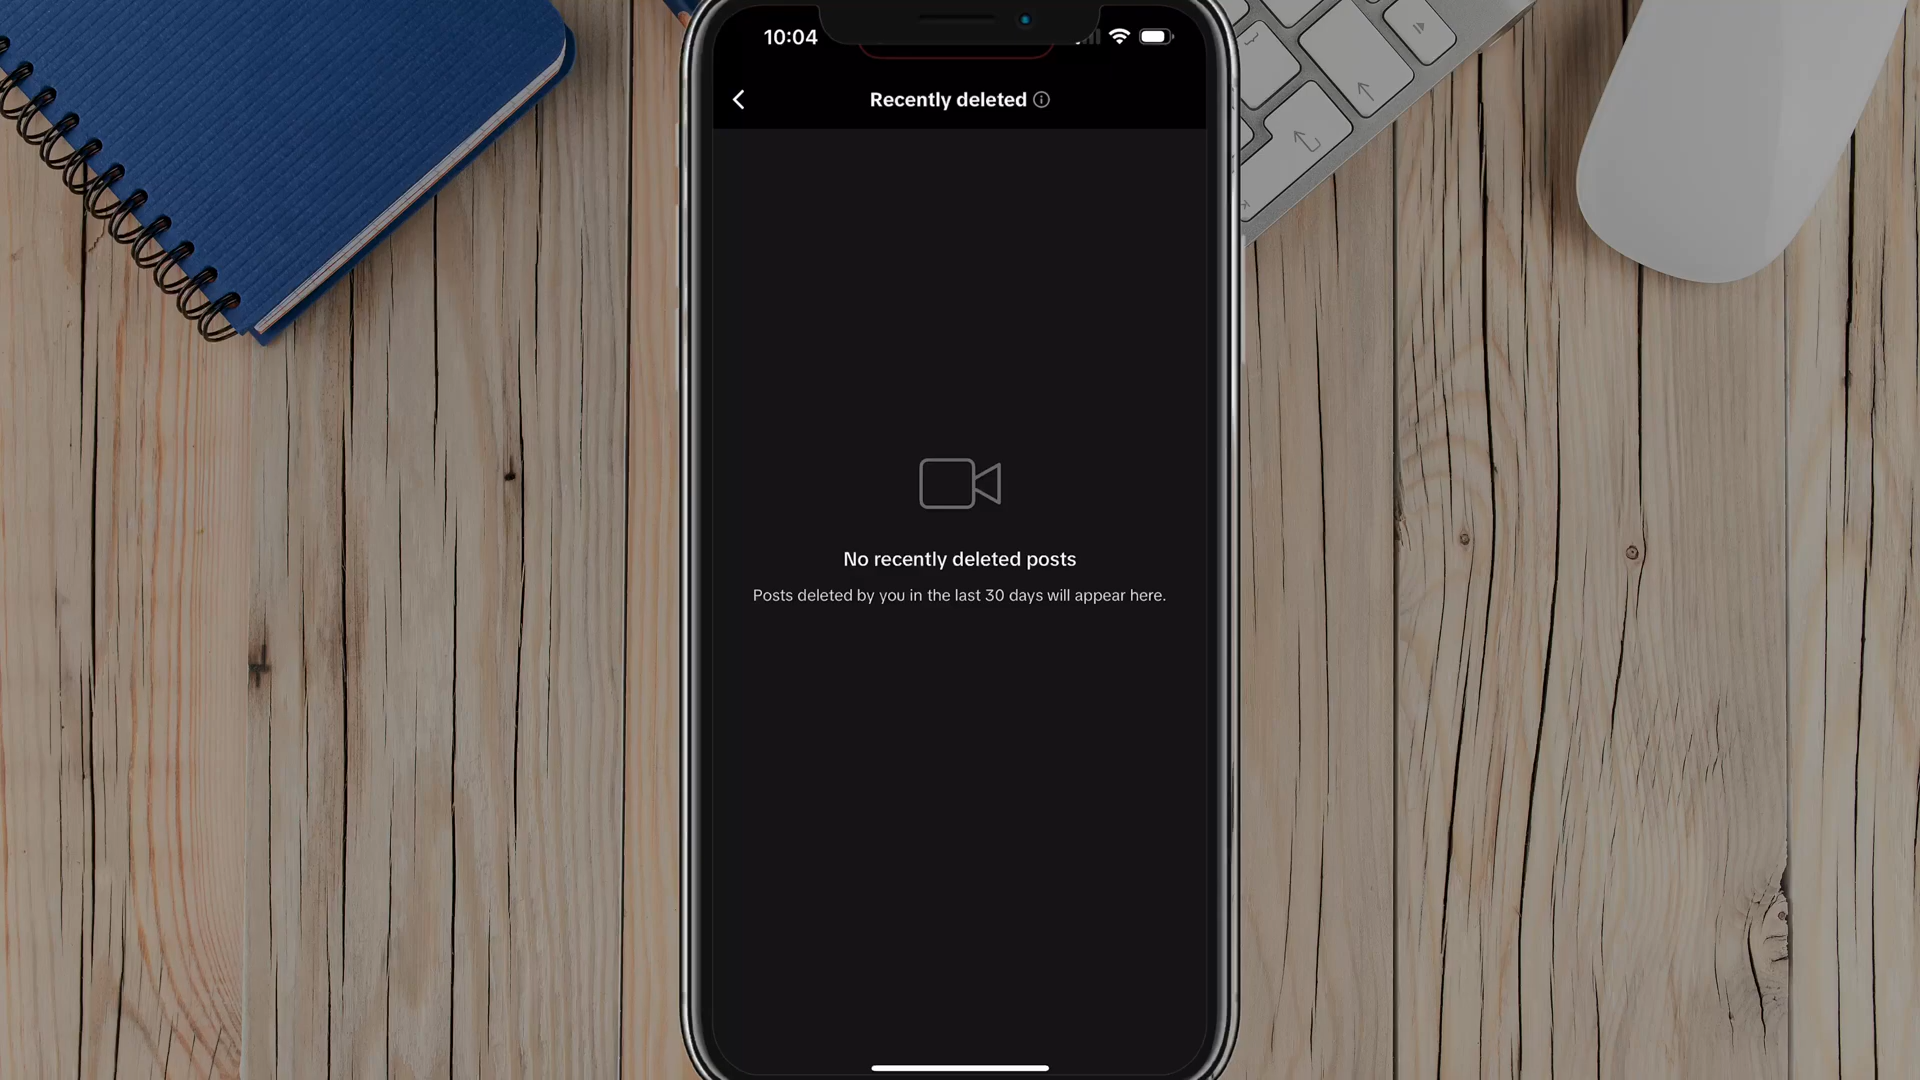 10:04
Recently deleted
No recently deleted posts
Posts deleted by you in the last 30 days will appear here.